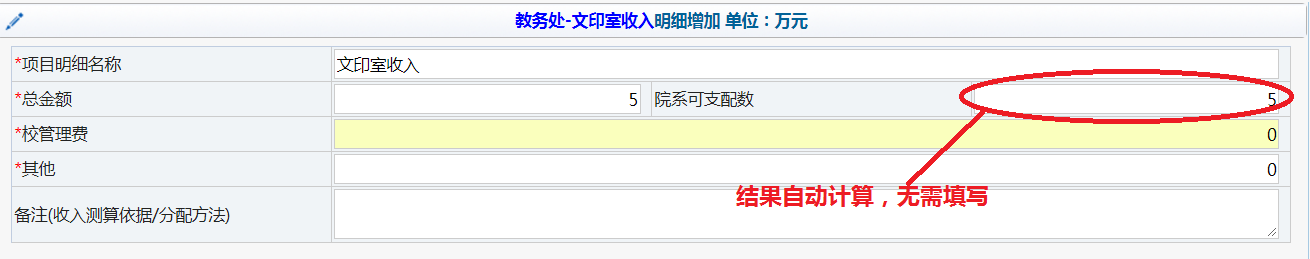 教务处-文印室收入明细增加 单位：万元
*项目明细名称 文印室收入
*总金额 5 院系可支配数 5
*校管理费 0
*其他 0
结果自动计算，无需填写
备注(收入测算依据/分配方法)